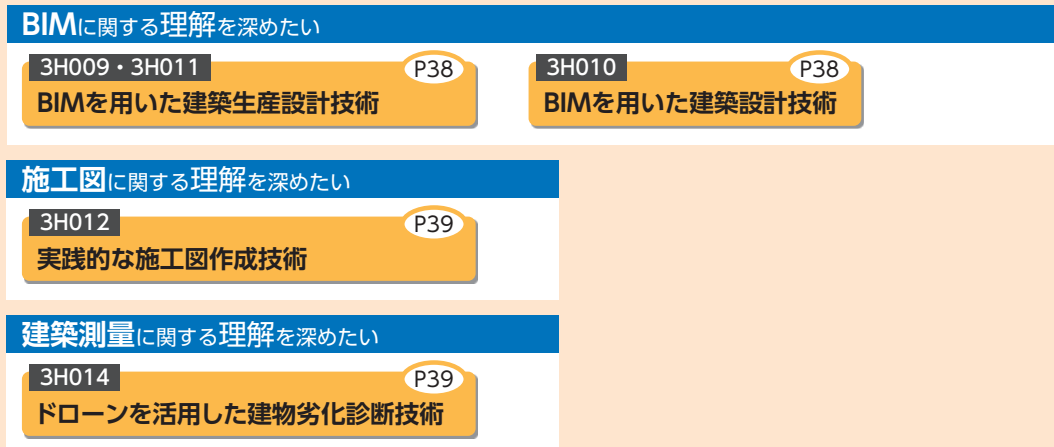 BIMに関する理解を深めたい
3H009・3H011 P38
BIMを用いた建築生産設計技術
3H010 P38
BIMを用いた建築設計技術
施工図に関する理解を深めたい
3H012 P39
実践的な施工図作成技術
建築測量に関する理解を深めたい
3H014 P39
ドローンを活用した建物劣化診断技術